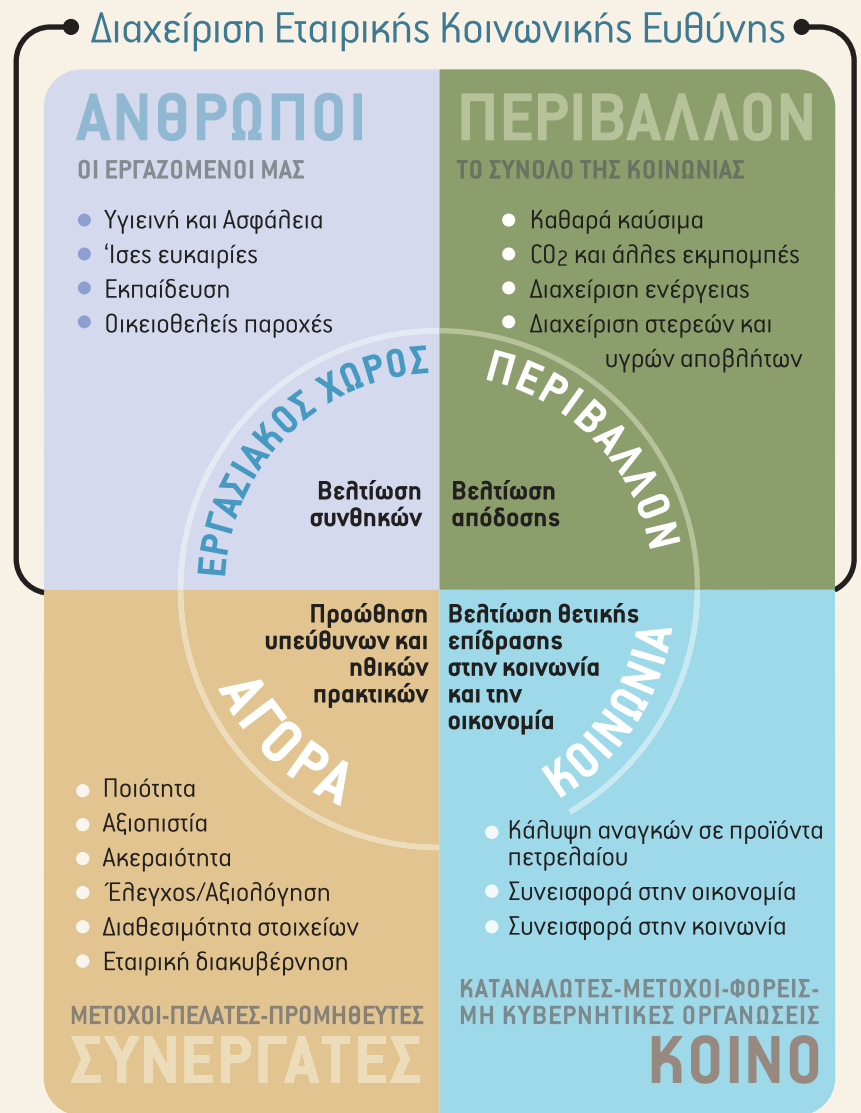 Διαχείριση Εταιρικής Κοινωνικής Ευθύνης
ΑΝΘΡΩΠΟΙ
ΟΙ ΕΡΓΑΖΟΜΕΝΟΙ ΜΑΣ
Υγιεινή και Ασφάλεια
‘Ισες ευκαιρίες
Εκπαίδευση
Οικειοθελείς παροχές
ΕΡΓΑΣΙΑΚΟΣ ΧΩΡΟΣ
Βελτίωση
συνθηκών
ΠΕΡΙΒΑΛΛΟΝ
ΤΟ ΣΥΝΟΛΟ ΤΗΣ ΚΟΙΝΩΝΙΑΣ
Καθαρά καύσιμα
CO2 και άλλες εκμπομπές
Διαχείριση ενέργειας
Διαχείριση στερεών και
υγρών αποβλήτων
ΠΕΡΙΒΑΛΛΟΝ
Βελτίωση
απόδοσης
Προώθηση
υπεύθυνων και
ηθικών
πρακτικών
ΑΓΟΡΑ
Ποιότητα
Αξιοπιστία
Ακεραιότητα
Έλεγχος/Αξιολόγηση
Διαθεσιμότητα στοιχείων
Εταιρική διακυβέρνηση
ΜΕΤΟΧΟΙ-ΠΕΛΑΤΕΣ-ΠΡΟΜΗΘΕΥΤΕΣ
ΣΥΝΕΡΓΑΤΕΣ
Βελτίωση θετικής
επίδρασης
στην κοινωνία
και την
οικονομία
ΚΟΙΝΩΝΙΑ
Κάλυψη αναγκών σε προϊόντα
πετρελαίου
Συνεισφορά στην οικονομία
Συνεισφορά στην κοινωνία
ΚΑΤΑΝΑΛΩΤΕΣ-ΜΕΤΟΧΟΙ-ΦΟΡΕΙΣ-
ΜΗ ΚΥΒΕΡΝΗΤΙΚΕΣ ΟΡΓΑΝΩΣΕΙΣ
ΚΟΙΝΟ